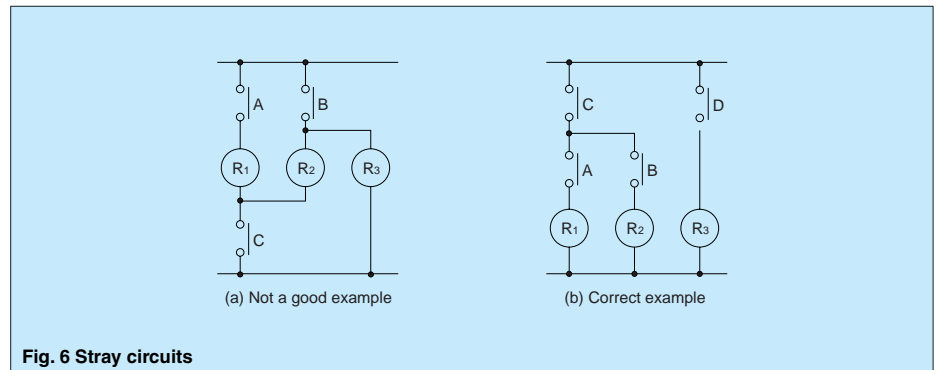 A
B
R1
R2
R3
C
(a) Not a good example
C
D
A
B
R1
R2
R3
(b) Correct example
Fig. 6 Stray circuits